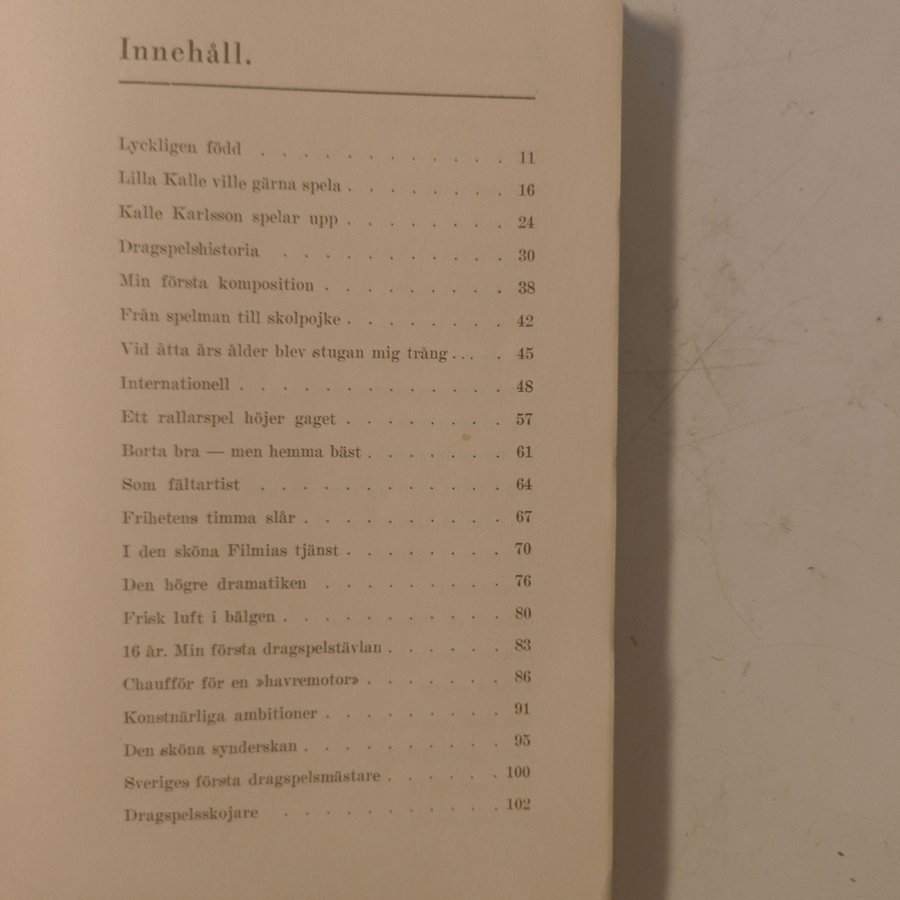 Innehåll.
Lyckligen född . . . . . . . . . . . . 11
Lilla Kalle ville gärna spela . . . . . . . . 16
Kalle Karlsson spelar upp . . . . . . . . 24
Dragspelshistoria . . . . . . . . . . . 30
Min första komposition . . . . . . . . . 38
Från spelman till skolpojke . . . . . . . . 42
Vid åtta års ålder blev stugan mig trång ... . 45
Internationell . . . . . . . . . . . . . 48
Ett rallarspel höjer gaget . . . . . . . . 57
Borta bra — men hemma bäst . . . . . . . 61
Som fältartist . . . . . . . . . . . . 64
Frihetens timma slår . . . . . . . . . . 67
I den sköna Filmias tjänst . . . . . . . . 70
Den högre dramatiken . . . . . . . . . 76
Frisk luft i bälgen . . . . . . . . . . . 80
16 år. Min första dragspelstävlan . . . . . . 83
Chaufför för en »havremotor» . . . . . . . 86
Konstnärliga ambitioner . . . . . . . . . 91
Den sköna synderskan . . . . . . . . . . 95
Sveriges första dragspelsmästare . . . . . . 100
Dragspelsskojare . . . . . . . . . . . 102